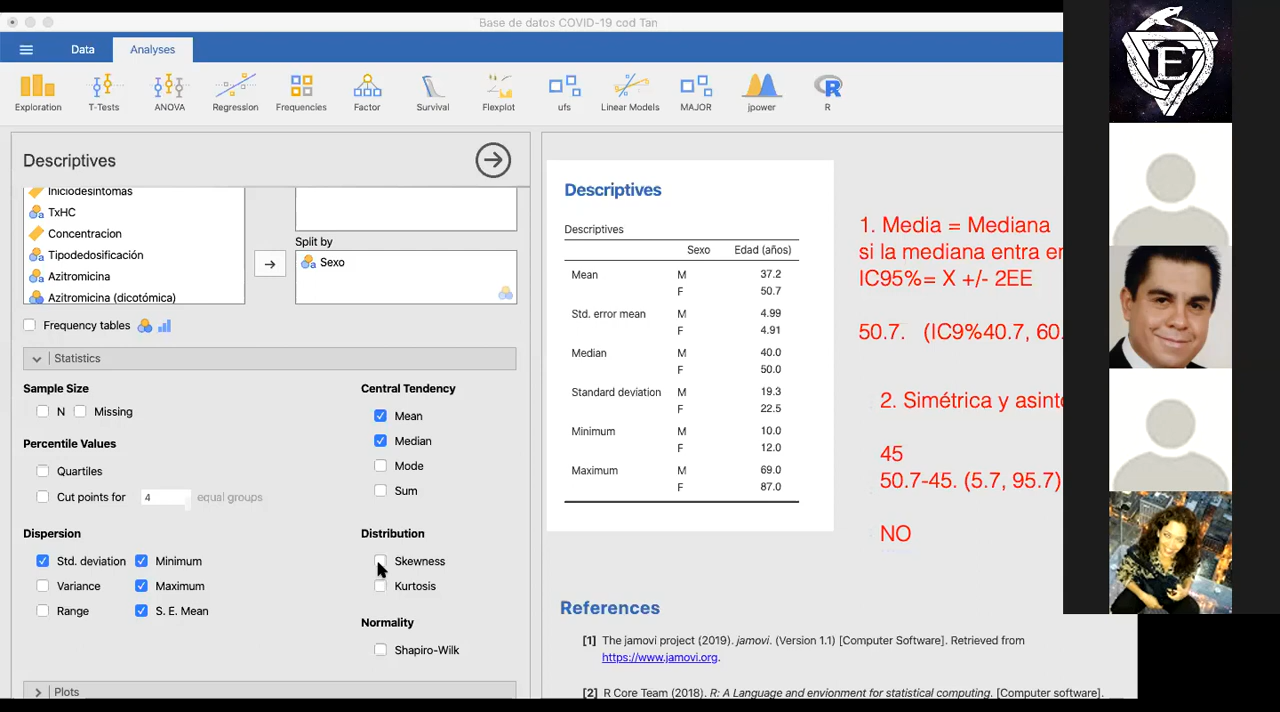 Base de datos COVID-19 cod Tan
Data
Analyses
Exploration
T-Tests
ANOVA
Regression
Frequencies
Factor
Survival
Flexplot
ufs
Linear Models
MAJOR
jpower
R
Descriptives
Iniciodesintomas
TxHC
Concentracion
Tipodedosificación
Azitromicina
Azitromicina (dicotómica)
Split by
Sexo
Frequency tables
Statistics
Sample Size
N Missing
Percentile Values
Quartiles
Cut points for 4 equal groups
Dispersion
Std. deviation Minimum
Variance Maximum
Range S. E. Mean
Central Tendency
Mean
Median
Mode
Sum
Distribution
Skewness
Kurtosis
Normality
Shapiro-Wilk
Plots
Descriptives
Descriptives
Sexo Edad (años)
Mean M 37.2
F 50.7
Std. error mean M 4.99
F 4.91
Median M 40.0
F 50.0
Standard deviation M 19.3
F 22.5
Minimum M 10.0
F 12.0
Maximum M 69.0
F 87.0
References
[1] The jamovi project (2019). jamovi. (Version 1.1) [Computer Software]. Retrieved from
https://www.jamovi.org.
[2] R Core Team (2018). R: A Language and envionment for statistical computing. [Computer software].
1. Media = Mediana
si la mediana entra
IC95%= X +/- 2EE
50.7. (IC9%40.7, 60.
2. Simétrica y
45
50.7-45. (5.7, 95.7)
NO
E